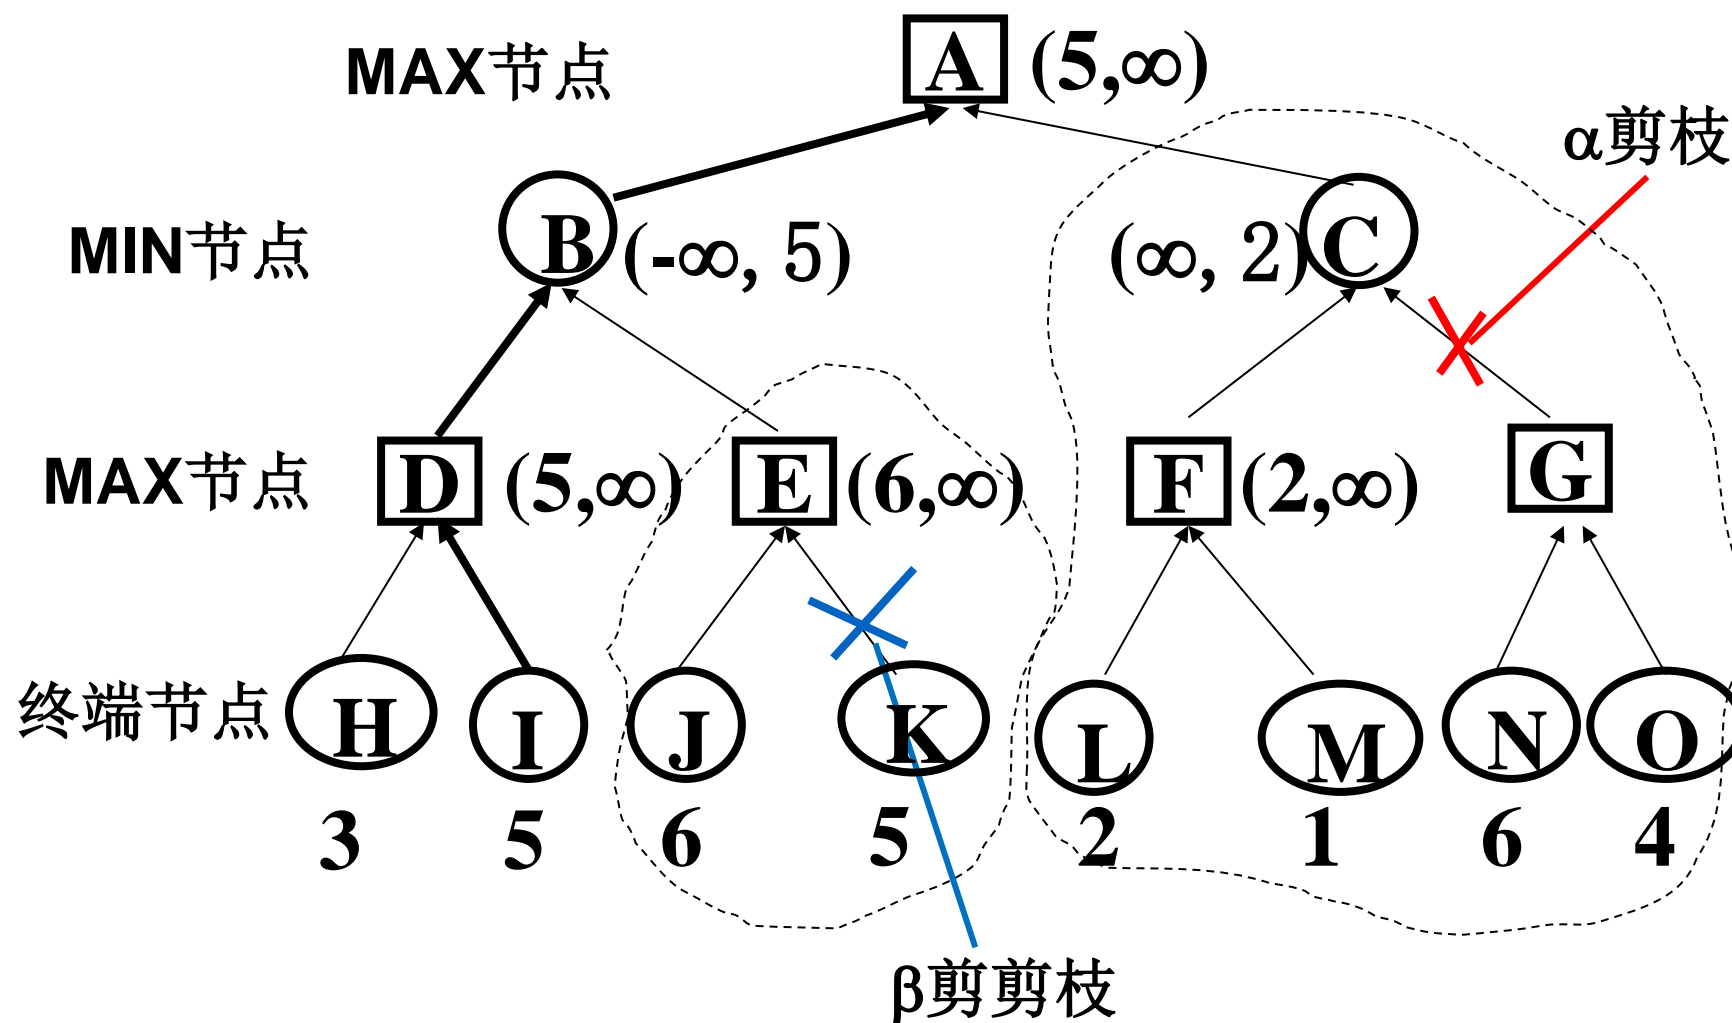 MAX节点 A (5,∞)
α剪枝
MIN节点 B (-∞, 5) (∞, 2) C
MAX节点 D (5,∞) E (6,∞) F (2,∞) G
终端节点 H I J K L M N O
3 5 6 5 2 1 6 4
β剪剪枝